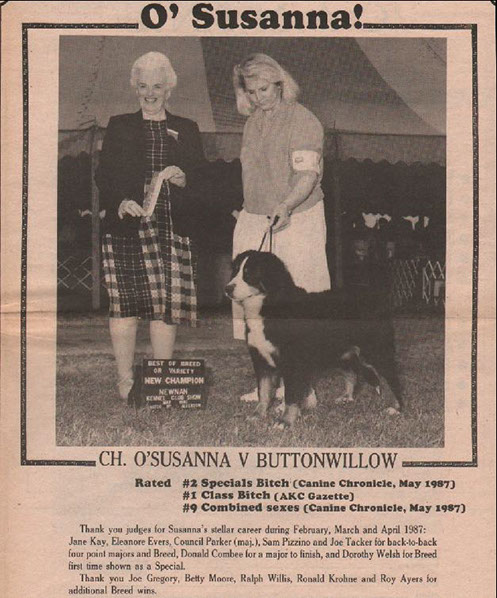 O' Susanna!
BEST OF BREED
OR VARIETY
NEW CHAMPION
NEWNAN
KENNEL CLUB SHOW
CH. O'SUSANNA V BUTTONWILLOW
Rated #2 Specials Bitch (Canine Chronicle, May 1987)
#1 Class Bitch (AKC Gazette)
#9 Combined sexes (Canine Chronicle, May 1987)
Thank you judges for Susanna's stellar career during February, March and April 1987:
Jane Kay, Eleanore Evers, Council Parker (maj.), Sam Pizzino and Joe Tacker for back-to-back
four point majors and Breed, Donald Combee for a major to finish, and Dorothy Welsh for Breed
first time shown as a Special.
Thank you Joe Gregory, Betty Moore, Ralph Willis, Ronald Krohne and Roy Ayers for
additional Breed wins.